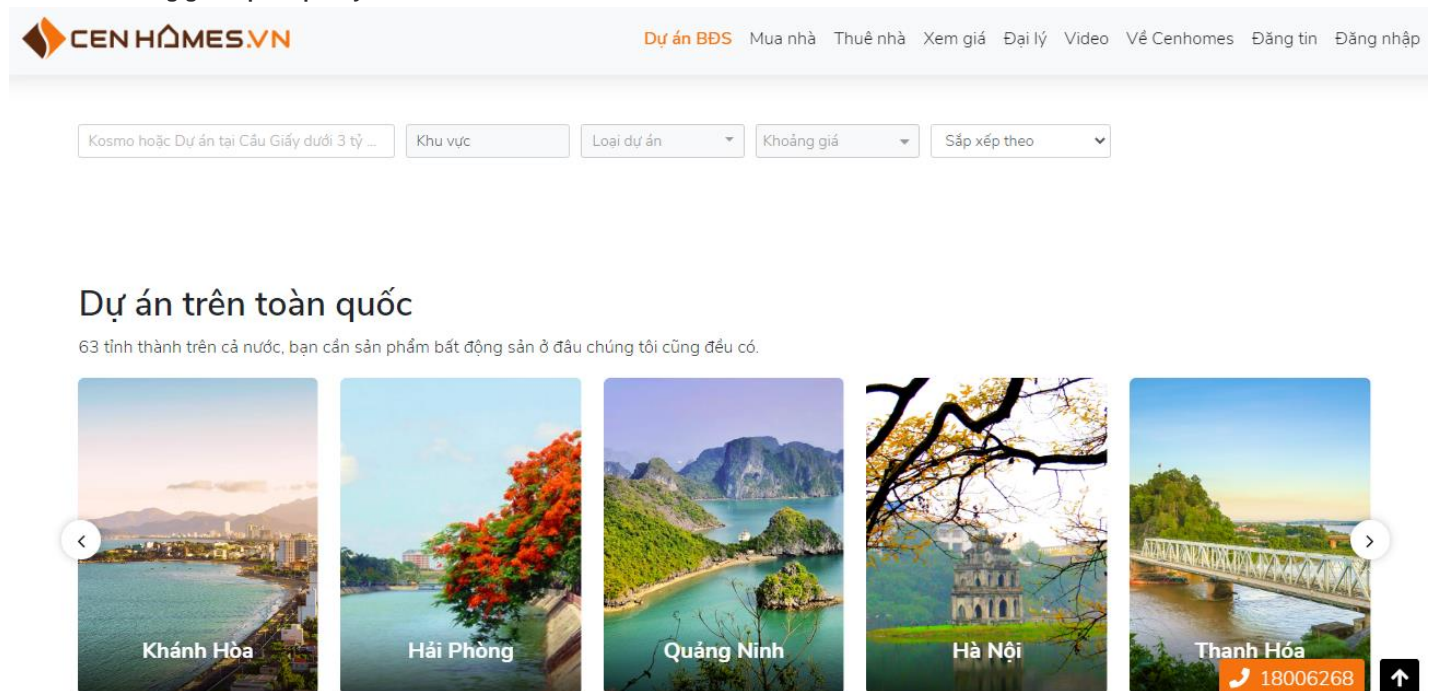 CEN HÔMES.VN
Dự án BĐS Mua nhà Thuê nhà Xem giá Đại lý Video Về Cenhomes Đăng tin Đăng nhập
Kosmo hoặc Dự án tại Cầu Giấy dưới 3 tỷ ... Khu vực Loại dự án Khoảng giá Sắp xếp theo
Dự án trên toàn quốc
63 tỉnh thành trên cả nước, bạn cần sản phẩm bất động sản ở đâu chúng tôi cũng đều có.
Khánh Hòa Hải Phòng Quảng Ninh Hà Nội Thanh Hóa
18006268